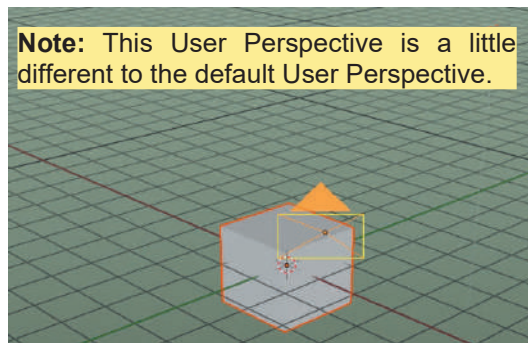 Note: This User Perspective is a little
different to the default User Perspective.